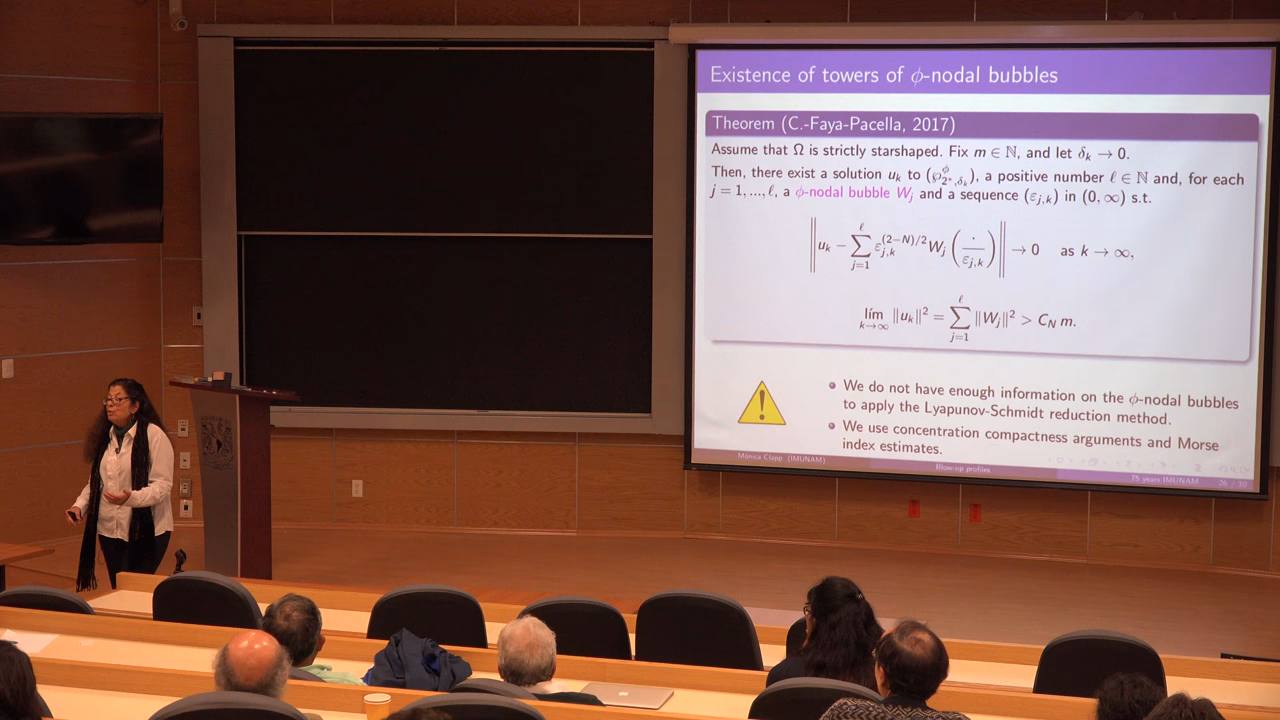 Existence of towers of ϕ-nodal bubbles
Theorem (C.-Faya-Pacella, 2017)
Assume that Ω is strictly starshaped. Fix m ∈ ℕ, and let δ_k → 0.
Then, there exist a solution u_k to (℘^ϕ_{2*,δ_k}), a positive number ℓ ∈ ℕ and, for each
j = 1, ..., ℓ, a ϕ-nodal bubble W_j and a sequence (ε_{j,k}) in (0, ∞) s.t.
‖u_k − ∑_{j=1}^{ℓ} ε_{j,k}^{(2−N)/2} W_j (·/ε_{j,k})‖ → 0 as k → ∞,
lím_{k→∞} ‖u_k‖² = ∑_{j=1}^{ℓ} ‖W_j‖² > C_N m.
We do not have enough information on the ϕ-nodal bubbles
to apply the Lyapunov-Schmidt reduction method.
We use concentration compactness arguments and Morse
index estimates.
Mónica Clapp (IMUNAM)
Blow-up profiles
75 years IMUNAM
26 / 30